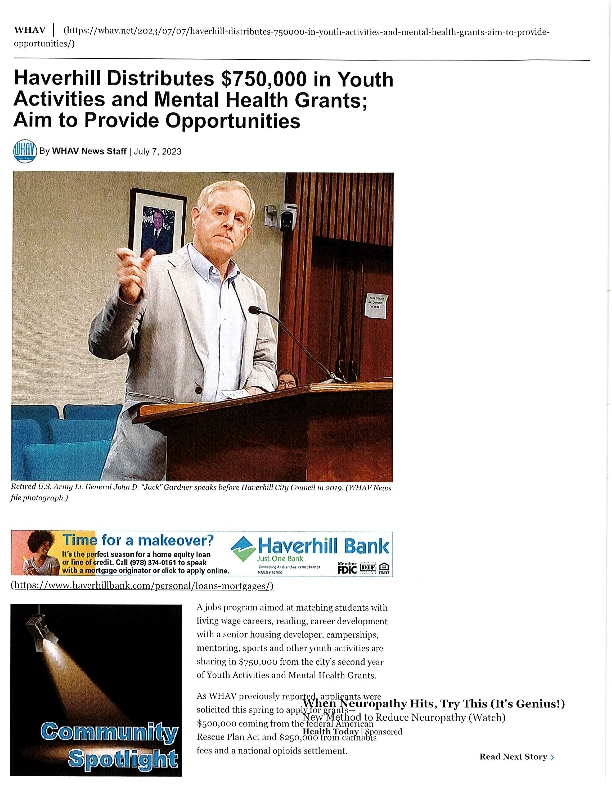 WHAV | (https://whav.net/2023/07/07/haverhill-distributes-750000-in-youth-activities-and-mental-health-grants-aim-to-provide-
opportunities/)
Haverhill Distributes $750,000 in Youth
Activities and Mental Health Grants;
Aim to Provide Opportunities
WHAV By WHAV News Staff | July 7, 2023
Retired U.S. Army Lt. General John D. "Jack" Gardner speaks before Haverhill City Council in 2019. (WHAV News
file photograph.)
Time for a makeover?
It's the perfect season for a home equity loan
or line of credit. Call (978) 374-0161 to speak
with a mortgage originator or click to apply online.
Haverhill Bank
Just One Bank
Member
FDIC
(https://www.haverhillbank.com/personal/loans-mortgages/)
Community
Spotlight
A jobs program aimed at matching students with
living wage careers, reading, career development
with a senior housing developer, camperships,
mentoring, sports and other youth activities are
sharing in $750,000 from the city's second year
of Youth Activities and Mental Health Grants.
As WHAV previously reported, applicants were
solicited this spring to apply for grants—
$500,000 coming from the federal American
Rescue Plan Act and $250,000 from cannabis
fees and a national opioids settlement.
When Neuropathy Hits, Try This (It's Genius!)
New Method to Reduce Neuropathy (Watch)
Health Today | Sponsored
Read Next Story >